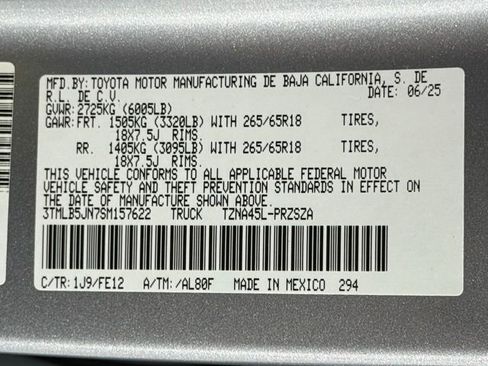 MFD.BY:TOYOTA MOTOR MANUFACTURING DE BAJA CALIFORNIA, S. DE
R.L. DE C.V. DATE: 06/25
GVWR:2725KG (6005LB)
GAWR:FRT. 1505KG (3320LB) WITH 265/65R18 TIRES,
18X7.5J RIMS.
RR. 1405KG (3095LB) WITH 265/65R18 TIRES,
18X7.5J RIMS.
THIS VEHICLE CONFORMS TO ALL APPLICABLE FEDERAL MOTOR
VEHICLE SAFETY AND THEFT PREVENTION STANDARDS IN EFFECT ON
THE DATE OF MANUFACTURE SHOWN ABOVE.
3TMLB5JN7SM157622 TRUCK TZNA45L-PRZSZA
C/TR: 1J9/FE12 A/TM: /AL80F MADE IN MEXICO 294